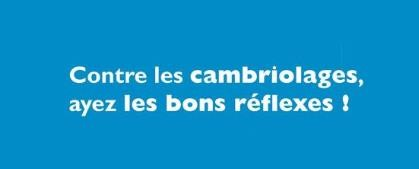 Contre les cambriolages,
ayez les bons réflexes !